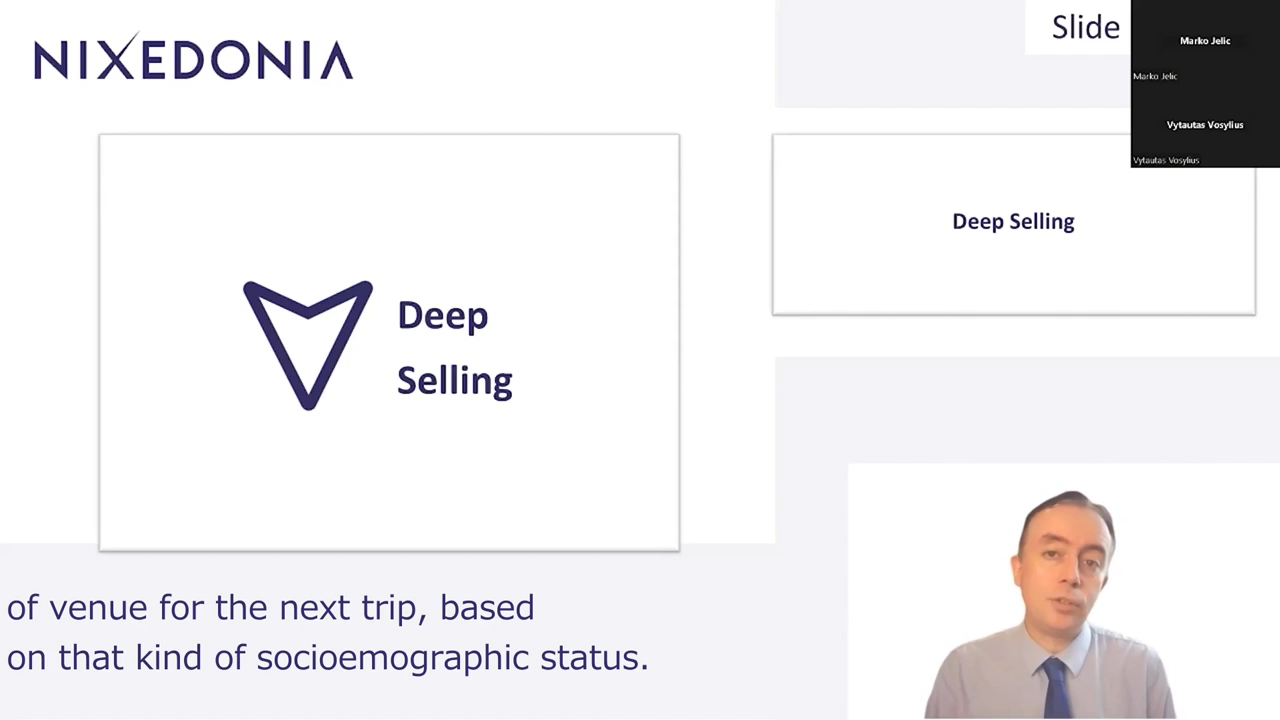 NIXEDONIA
Slide
Marko Jelic
Marko Jelic
Vytautas Vosylius
Vytautas Vosylius
Deep Selling
Deep
Selling
of venue for the next trip, based
on that kind of socioemographic status.